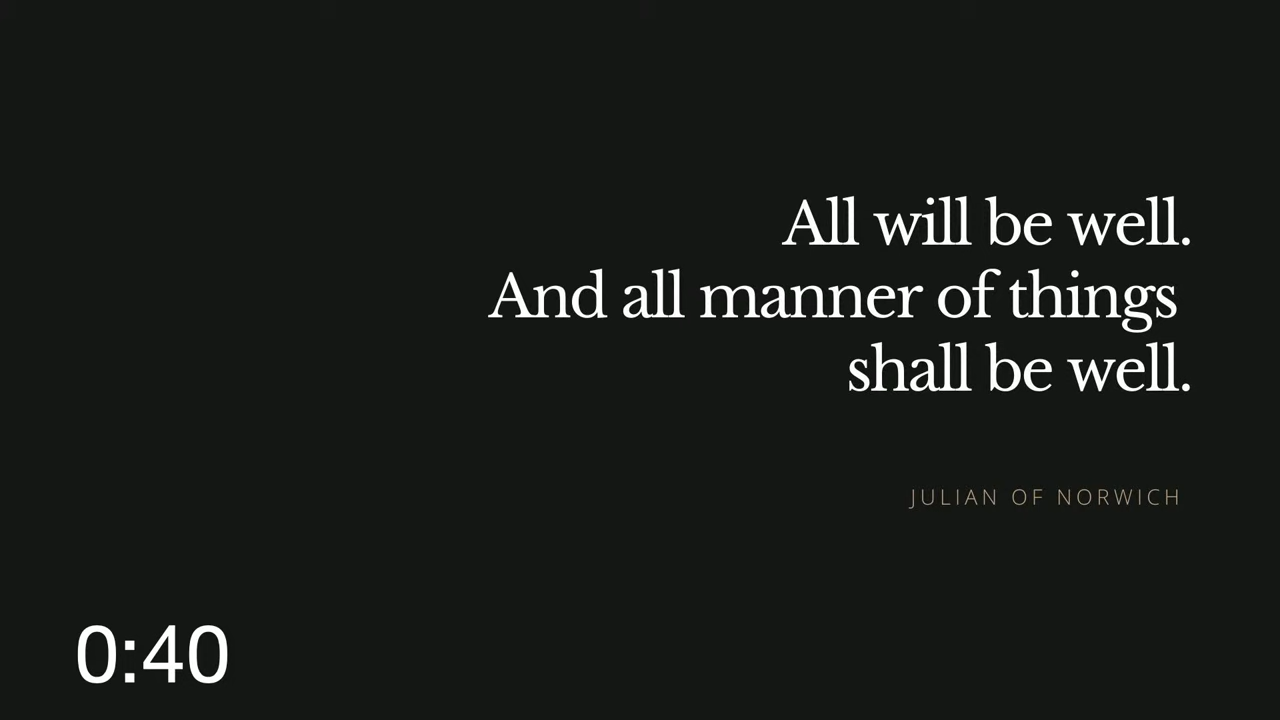 All will be well.
And all manner of things
shall be well.
JULIAN OF NORWICH
0:40